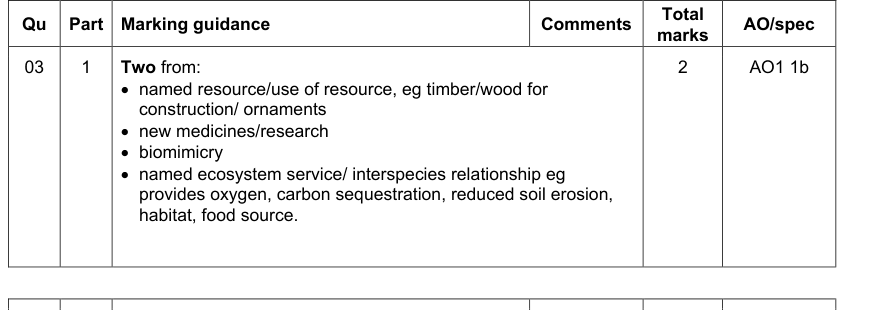 Qu Part Marking guidance Comments Total marks AO/spec
03 1 Two from: 2 AO1 1b
• named resource/use of resource, eg timber/wood for
construction/ ornaments
• new medicines/research
• biomimicry
• named ecosystem service/ interspecies relationship eg
provides oxygen, carbon sequestration, reduced soil erosion,
habitat, food source.